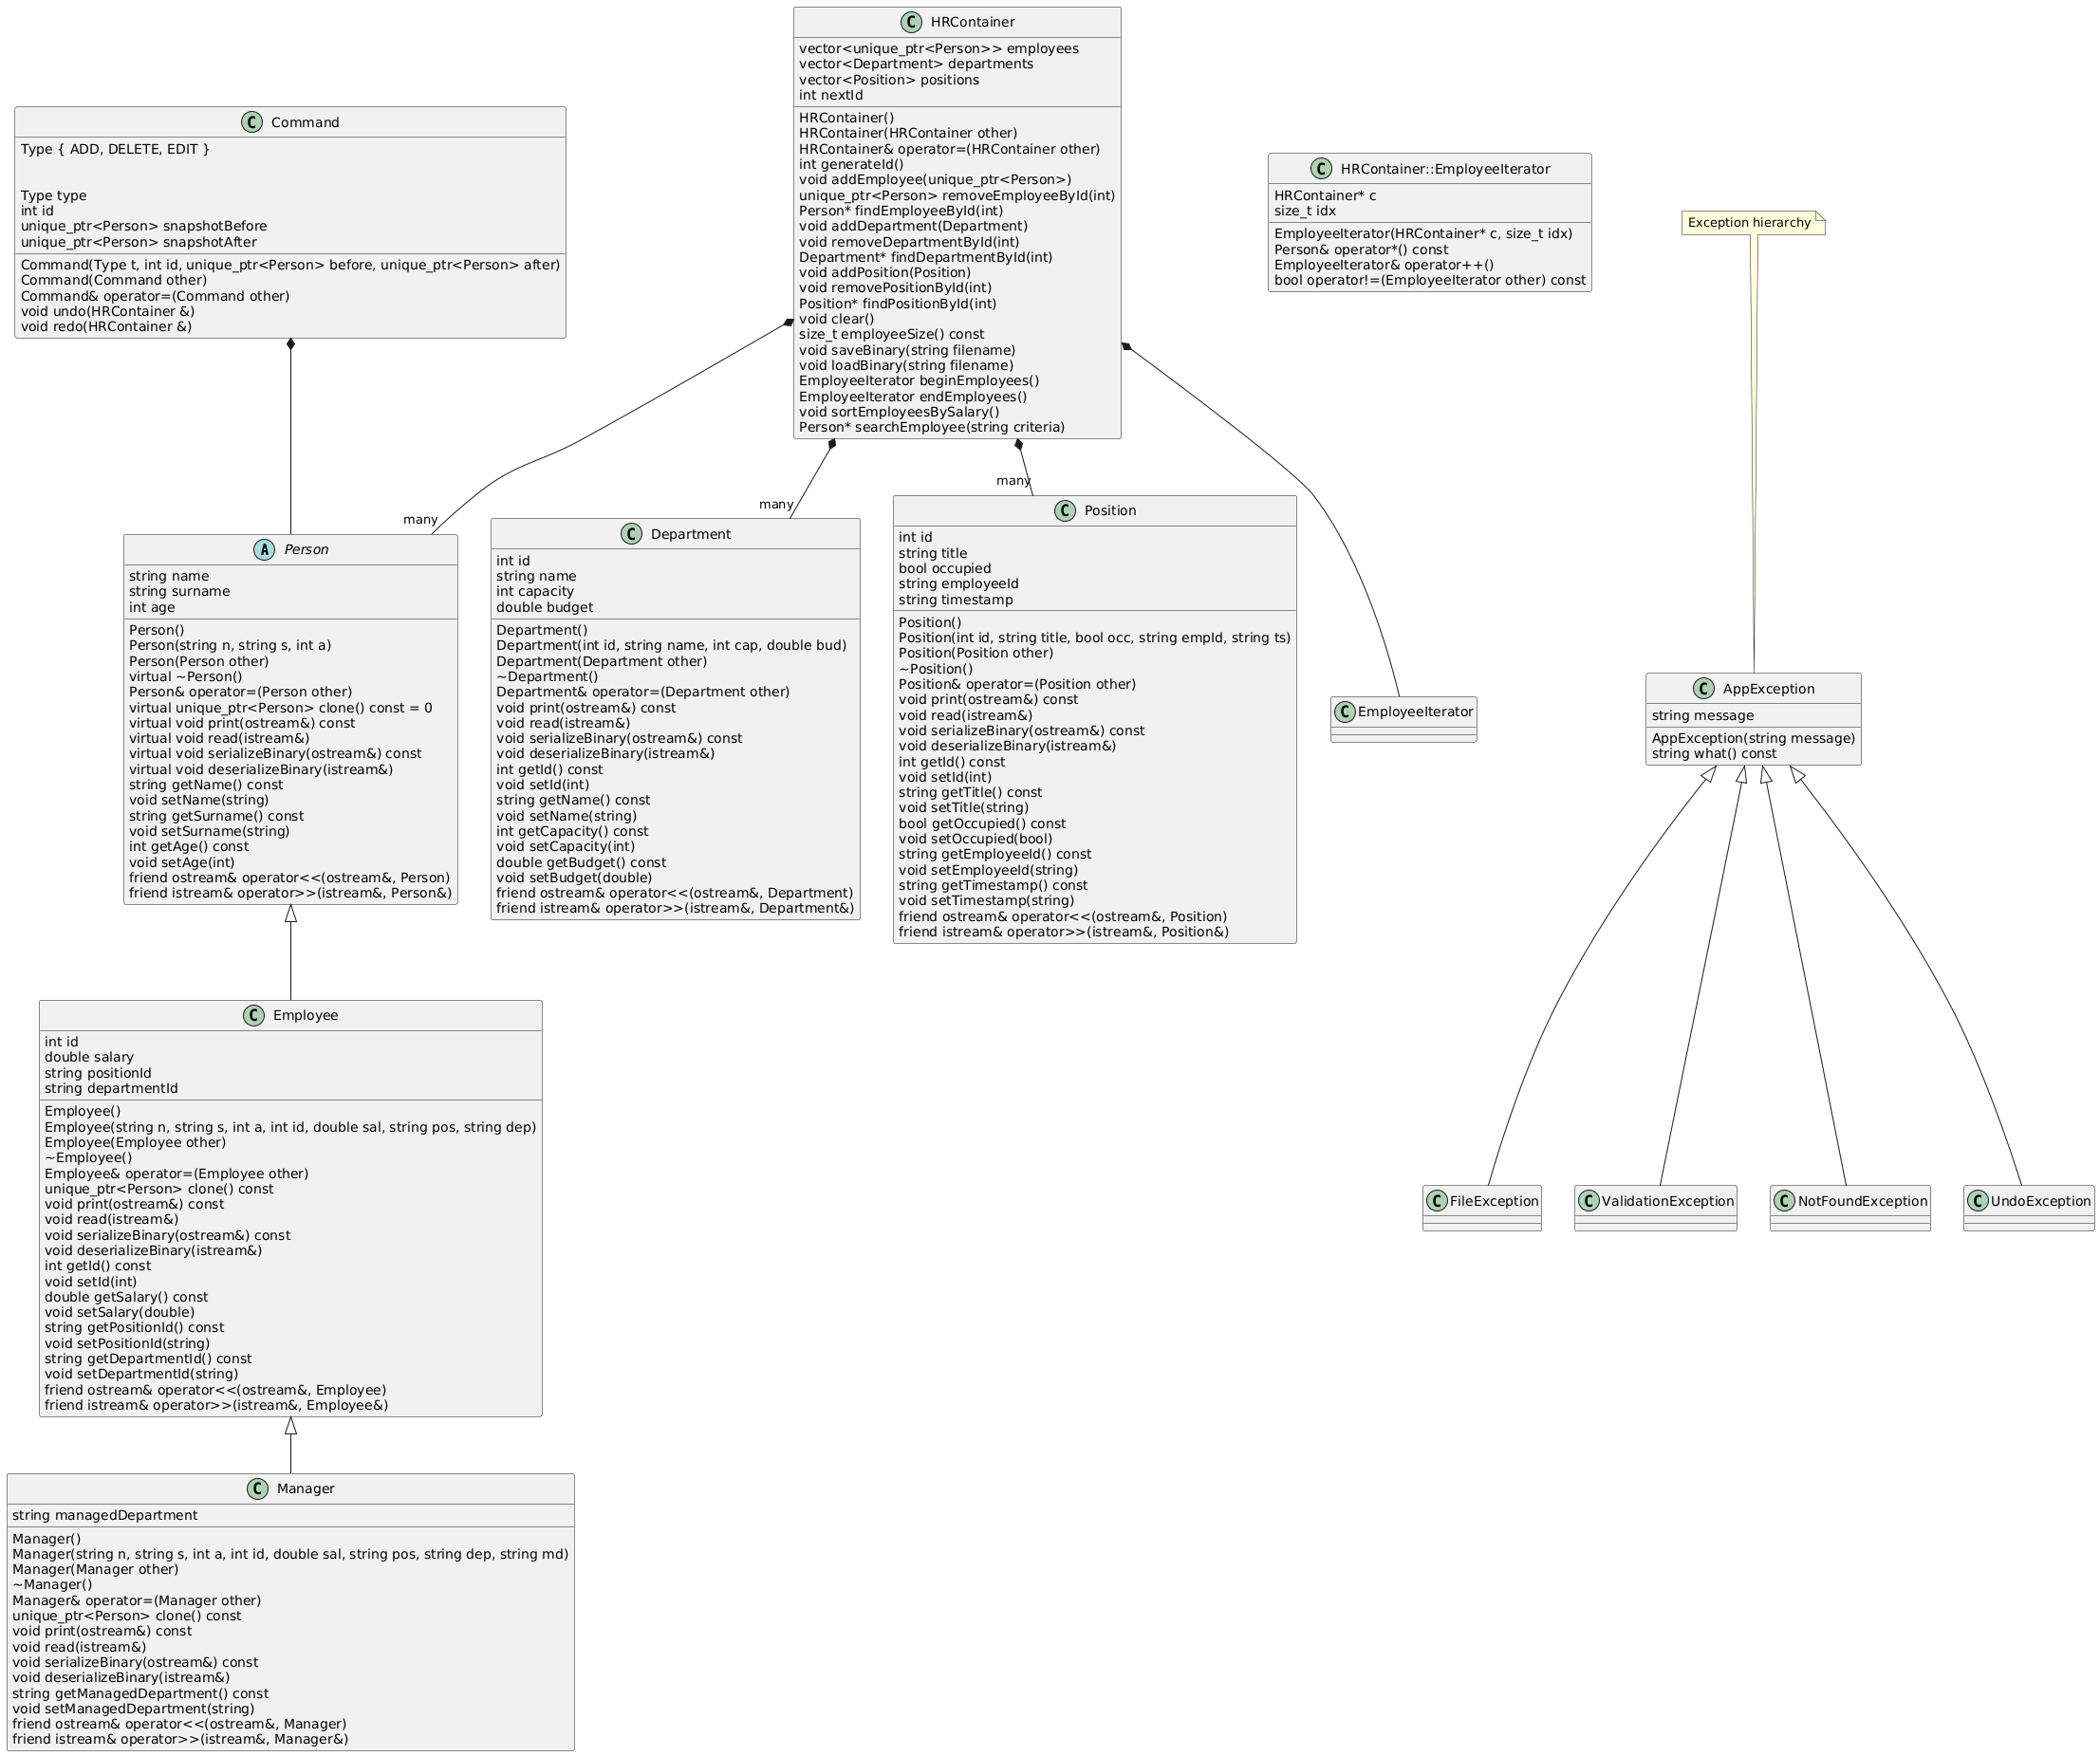 HRContainer
vector<unique_ptr<Person>> employees
vector<Department> departments
vector<Position> positions
int nextId
HRContainer()
HRContainer(HRContainer other)
HRContainer& operator=(HRContainer other)
int generateId()
void addEmployee(unique_ptr<Person>)
unique_ptr<Person> removeEmployeeById(int)
Person* findEmployeeById(int)
void addDepartment(Department)
void removeDepartmentById(int)
Department* findDepartmentById(int)
void addPosition(Position)
void removePositionById(int)
Position* findPositionById(int)
void clear()
size_t employeeSize() const
void saveBinary(string filename)
void loadBinary(string filename)
EmployeeIterator beginEmployees()
EmployeeIterator endEmployees()
void sortEmployeesBySalary()
Person* searchEmployee(string criteria)
Command
Type { ADD, DELETE, EDIT }
Type type
int id
unique_ptr<Person> snapshotBefore
unique_ptr<Person> snapshotAfter
Command(Type t, int id, unique_ptr<Person> before, unique_ptr<Person> after)
Command(Command other)
Command& operator=(Command other)
void undo(HRContainer &)
void redo(HRContainer &)
HRContainer::EmployeeIterator
HRContainer* c
size_t idx
EmployeeIterator(HRContainer* c, size_t idx)
Person& operator*() const
EmployeeIterator& operator++()
bool operator!=(EmployeeIterator other) const
Exception hierarchy
many
many
many
Person
string name
string surname
int age
Person()
Person(string n, string s, int a)
Person(Person other)
virtual ~Person()
Person& operator=(Person other)
virtual unique_ptr<Person> clone() const = 0
virtual void print(ostream&) const
virtual void read(istream&)
virtual void serializeBinary(ostream&) const
virtual void deserializeBinary(istream&)
string getName() const
void setName(string)
string getSurname() const
void setSurname(string)
int getAge() const
void setAge(int)
friend ostream& operator<<(ostream&, Person)
friend istream& operator>>(istream&, Person&)
Department
int id
string name
int capacity
double budget
Department()
Department(int id, string name, int cap, double bud)
Department(Department other)
~Department()
Department& operator=(Department other)
void print(ostream&) const
void read(istream&)
void serializeBinary(ostream&) const
void deserializeBinary(istream&)
int getId() const
void setId(int)
string getName() const
void setName(string)
int getCapacity() const
void setCapacity(int)
double getBudget() const
void setBudget(double)
friend ostream& operator<<(ostream&, Department)
friend istream& operator>>(istream&, Department&)
Position
int id
string title
bool occupied
string employeeId
string timestamp
Position()
Position(int id, string title, bool occ, string empId, string ts)
Position(Position other)
~Position()
Position& operator=(Position other)
void print(ostream&) const
void read(istream&)
void serializeBinary(ostream&) const
void deserializeBinary(istream&)
int getId() const
void setId(int)
string getTitle() const
void setTitle(string)
bool getOccupied() const
void setOccupied(bool)
string getEmployeeId() const
void setEmployeeId(string)
string getTimestamp() const
void setTimestamp(string)
friend ostream& operator<<(ostream&, Position)
friend istream& operator>>(istream&, Position&)
EmployeeIterator
AppException
string message
AppException(string message)
string what() const
Employee
int id
double salary
string positionId
string departmentId
Employee()
Employee(string n, string s, int a, int id, double sal, string pos, string dep)
Employee(Employee other)
~Employee()
Employee& operator=(Employee other)
unique_ptr<Person> clone() const
void print(ostream&) const
void read(istream&)
void serializeBinary(ostream&) const
void deserializeBinary(istream&)
int getId() const
void setId(int)
double getSalary() const
void setSalary(double)
string getPositionId() const
void setPositionId(string)
string getDepartmentId() const
void setDepartmentId(string)
friend ostream& operator<<(ostream&, Employee)
friend istream& operator>>(istream&, Employee&)
FileException
ValidationException
NotFoundException
UndoException
Manager
string managedDepartment
Manager()
Manager(string n, string s, int a, int id, double sal, string pos, string dep, string md)
Manager(Manager other)
~Manager()
Manager& operator=(Manager other)
unique_ptr<Person> clone() const
void print(ostream&) const
void read(istream&)
void serializeBinary(ostream&) const
void deserializeBinary(istream&)
string getManagedDepartment() const
void setManagedDepartment(string)
friend ostream& operator<<(ostream&, Manager)
friend istream& operator>>(istream&, Manager&)